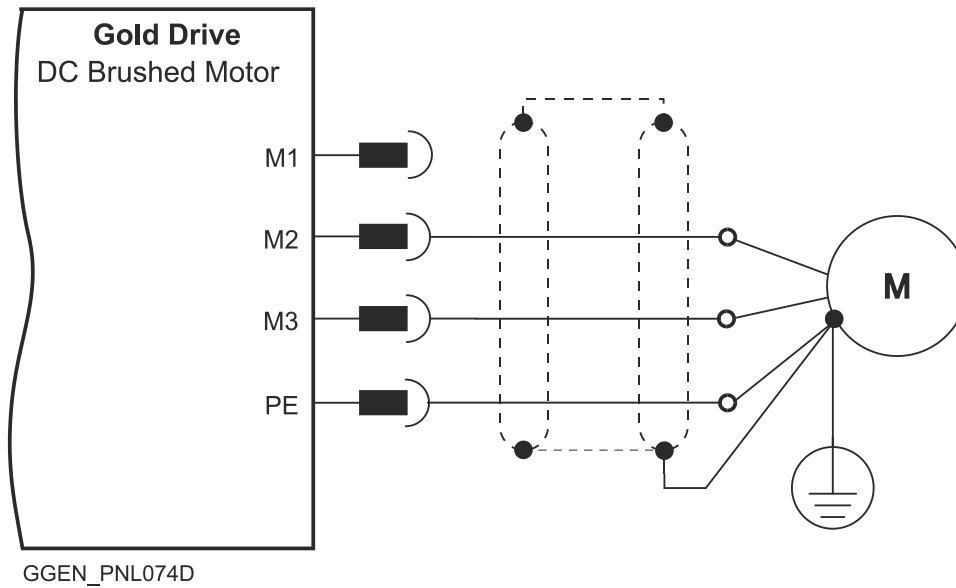 Gold Drive
DC Brushed Motor
M1
M2
M3
PE
M
GGEN_PNL074D